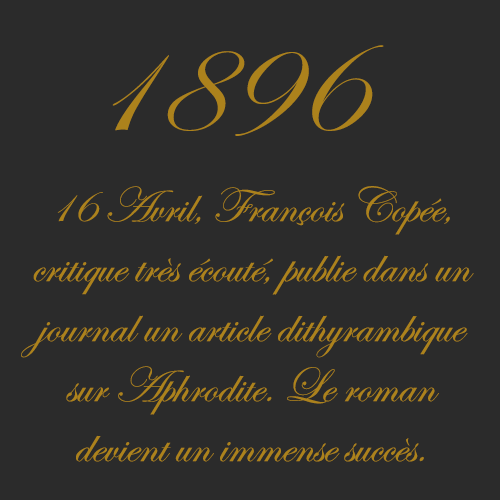 1896
16 Avril, François Copée,
critique très écouté, publie dans un
journal un article dithyrambique
sur Aphrodite. Le roman
devient un immense succès.